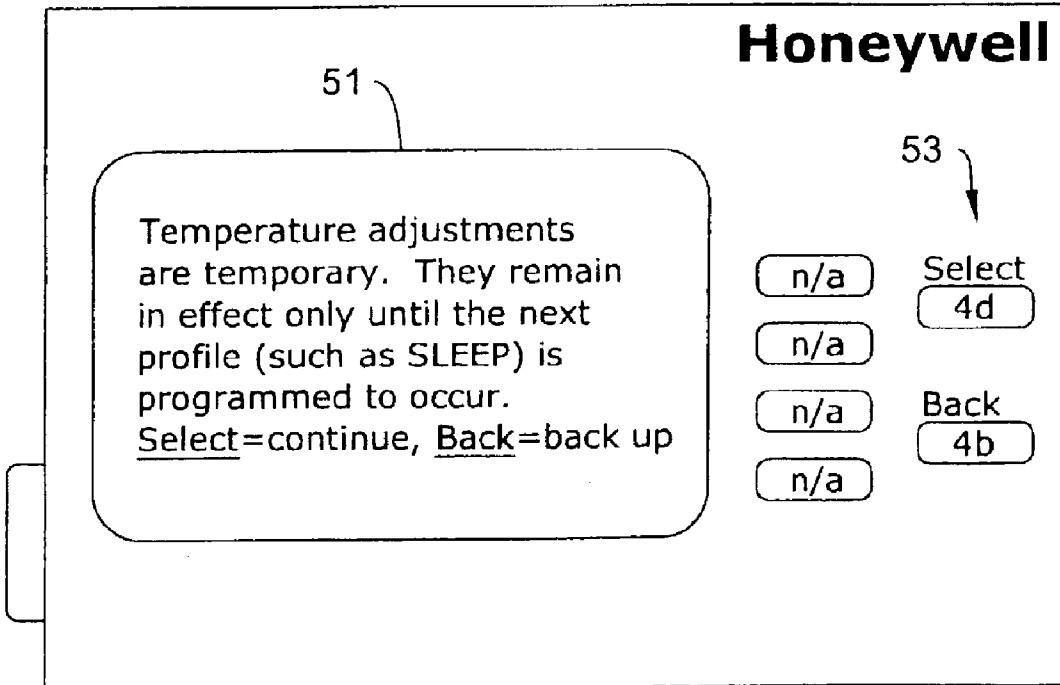 Honeywell
51
53
Temperature adjustments
are temporary. They remain
in effect only until the next
profile (such as SLEEP) is
programmed to occur.
Select=continue, Back=back up
n/a
n/a
n/a
n/a
Select
4d
Back
4b